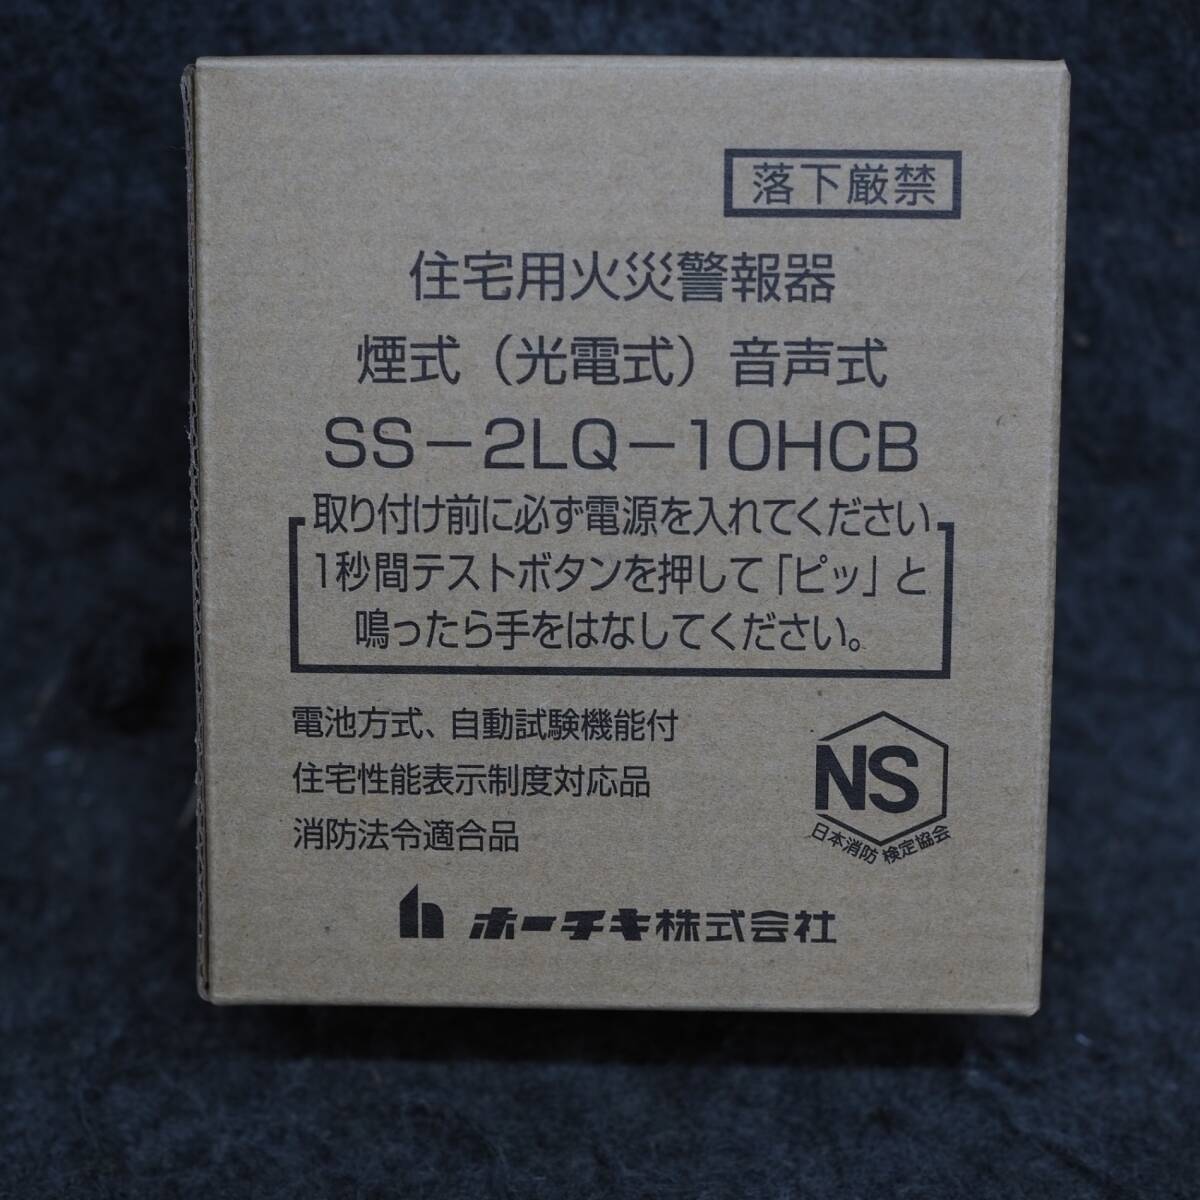 落下厳禁
住宅用火災警報器
煙式（光電式）音声式
SS－2LQ－10HCB
取り付け前に必ず電源を入れてください
1秒間テストボタンを押して「ピッ」と
鳴ったら手をはなしてください。
電池方式、自動試験機能付
住宅性能表示制度対応品
消防法令適合品
NS
日本消防検定協会
ホーチキ株式会社